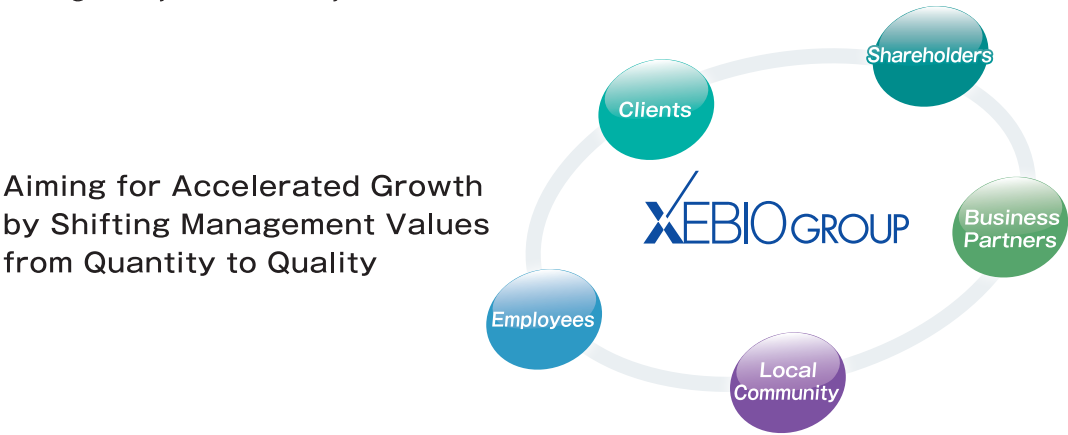 Shareholders
Clients
Aiming for Accelerated Growth
by Shifting Management Values
from Quantity to Quality
XEBIO GROUP
Business
Partners
Employees
Local
Community